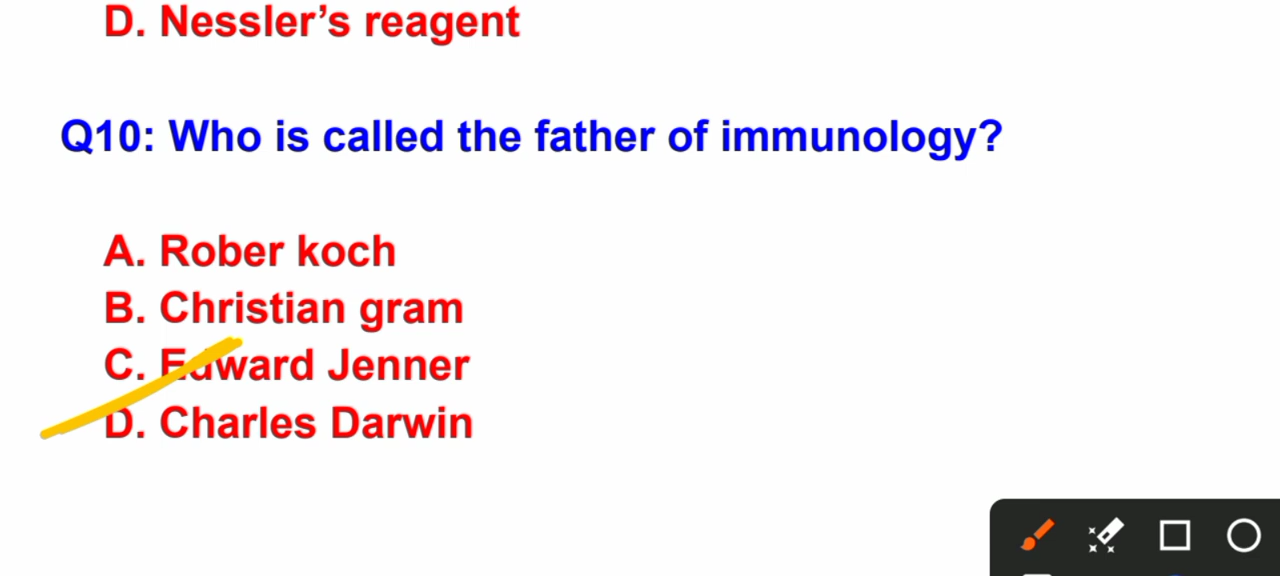 D. Nessler’s reagent
Q10: Who is called the father of immunology?
A. Rober koch
B. Christian gram
C. Edward Jenner
D. Charles Darwin